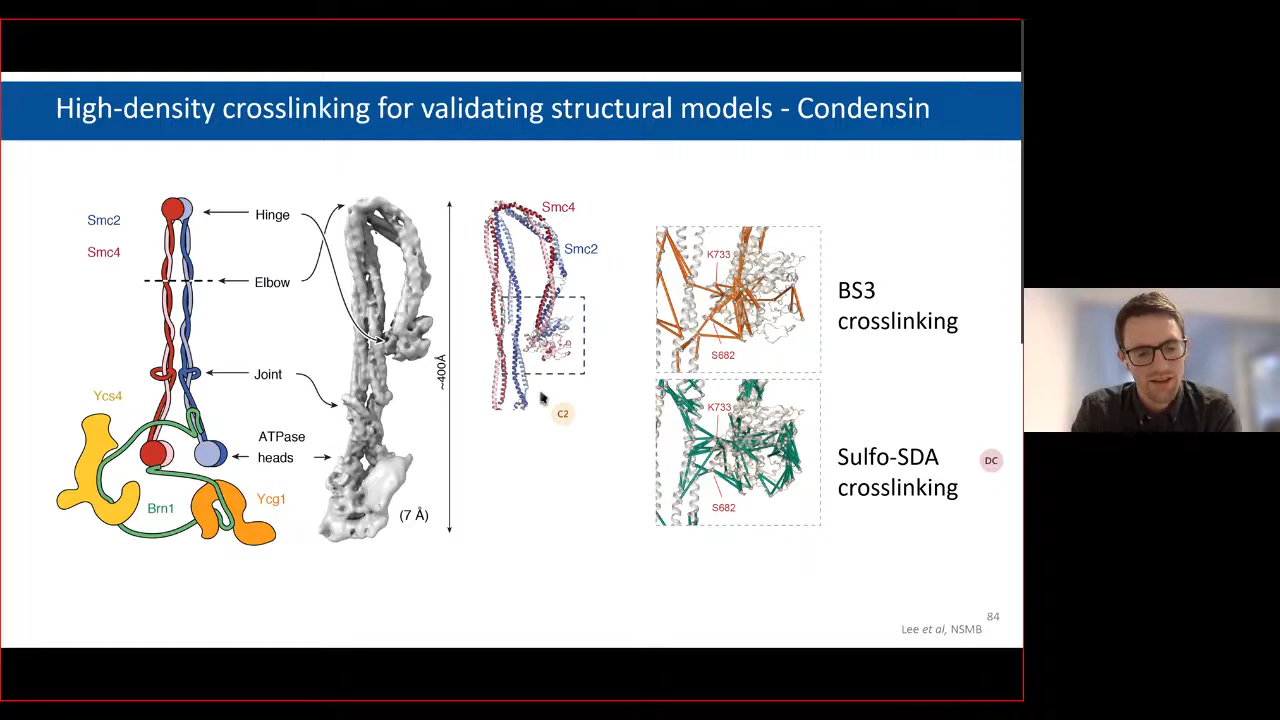 High-density crosslinking for validating structural models - Condensin
Smc2
Smc4
Hinge
Elbow
Joint
ATPase
heads
Ycs4
Brn1
Ycg1
~400Å
(7 Å)
Smc4
Smc2
C2
K733
S682
BS3
crosslinking
K733
S682
Sulfo-SDA
crosslinking
DC
84
Lee et al, NSMB